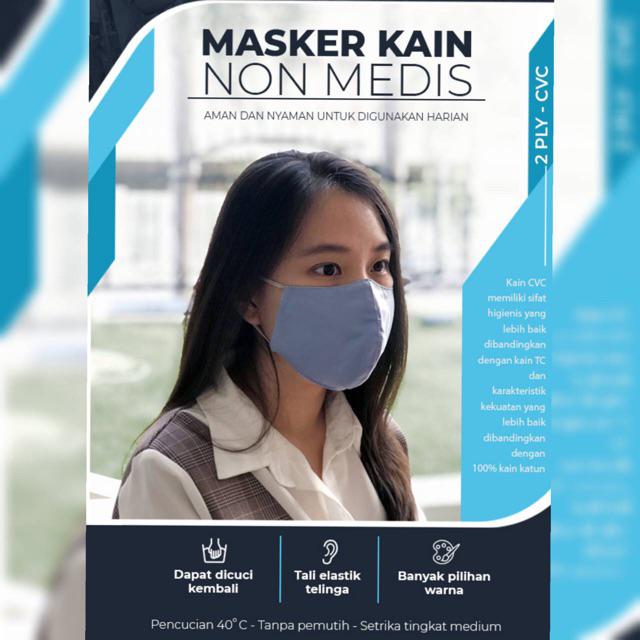 MASKER KAIN
NON MEDIS
AMAN DAN NYAMAN UNTUK DIGUNAKAN HARIAN
2 PLY - CVC
Kain CVC
memiliki sifat
higienis yang
lebih baik
dibandingkan
dengan kain TC
dan
karakteristik
kekuatan yang
lebih baik
dibandingkan
dengan
100% kain katun
Dapat dicuci
kembali
Tali elastik
telinga
Banyak pilihan
warna
Pencucian 40°C - Tanpa pemutih - Setrika tingkat medium